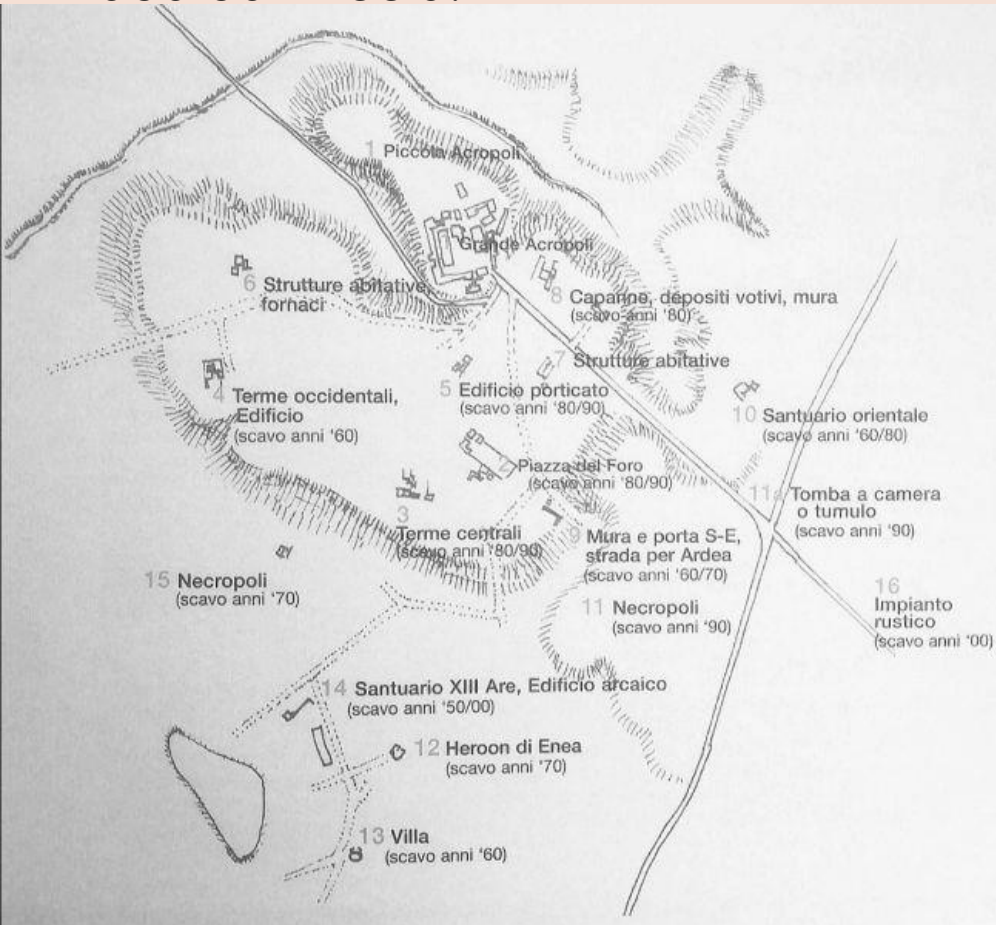 1 Piccola Acropoli
Grande Acropoli
6 Strutture abitative,
fornaci
8 Capanne, depositi votivi, mura
(scavo anni '80)
7 Strutture abitative
5 Edificio porticato
(scavo anni '80/90)
4 Terme occidentali,
Edificio
(scavo anni '60)
10 Santuario orientale
(scavo anni '60/80)
2 Piazza del Foro
(scavo anni '80/90)
3
Terme centrali
(scavo anni '80/90)
9 Mura e porta S-E,
strada per Ardea
(scavo anni '60/70)
11a Tomba a camera
o tumulo
(scavo anni '90)
15 Necropoli
(scavo anni '70)
11 Necropoli
(scavo anni '90)
16
Impianto
rustico
(scavo anni '00)
14 Santuario XIII Are, Edificio arcaico
(scavo anni '50/00)
12 Heroon di Enea
(scavo anni '70)
13 Villa
(scavo anni '60)